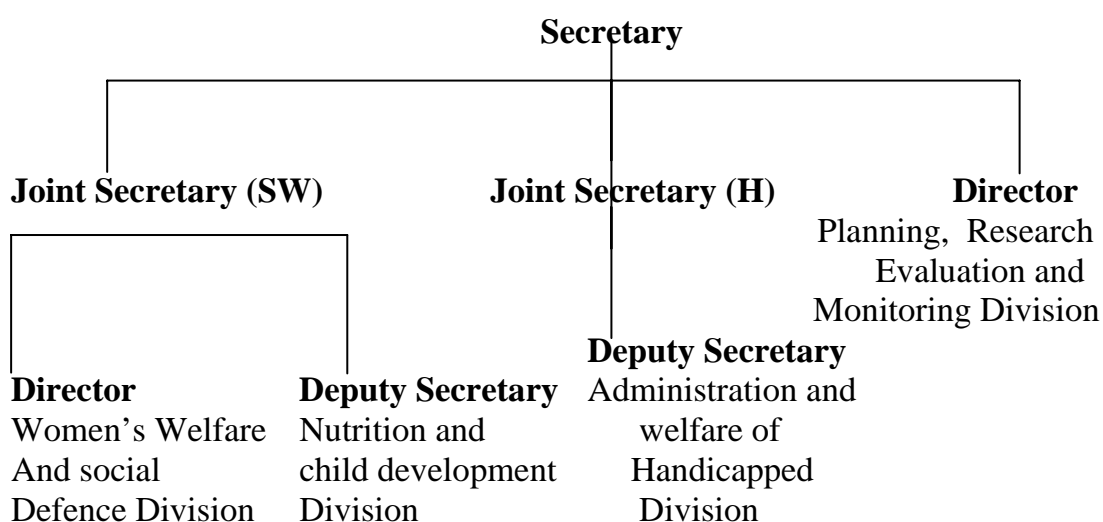 Secretary
Joint Secretary (SW)
Joint Secretary (H)
Director
Planning, Research
Evaluation and
Monitoring Division
Director
Women's Welfare
And social
Defence Division
Deputy Secretary
Nutrition and
child development
Division
Deputy Secretary
Administration and
welfare of
Handicapped
Division